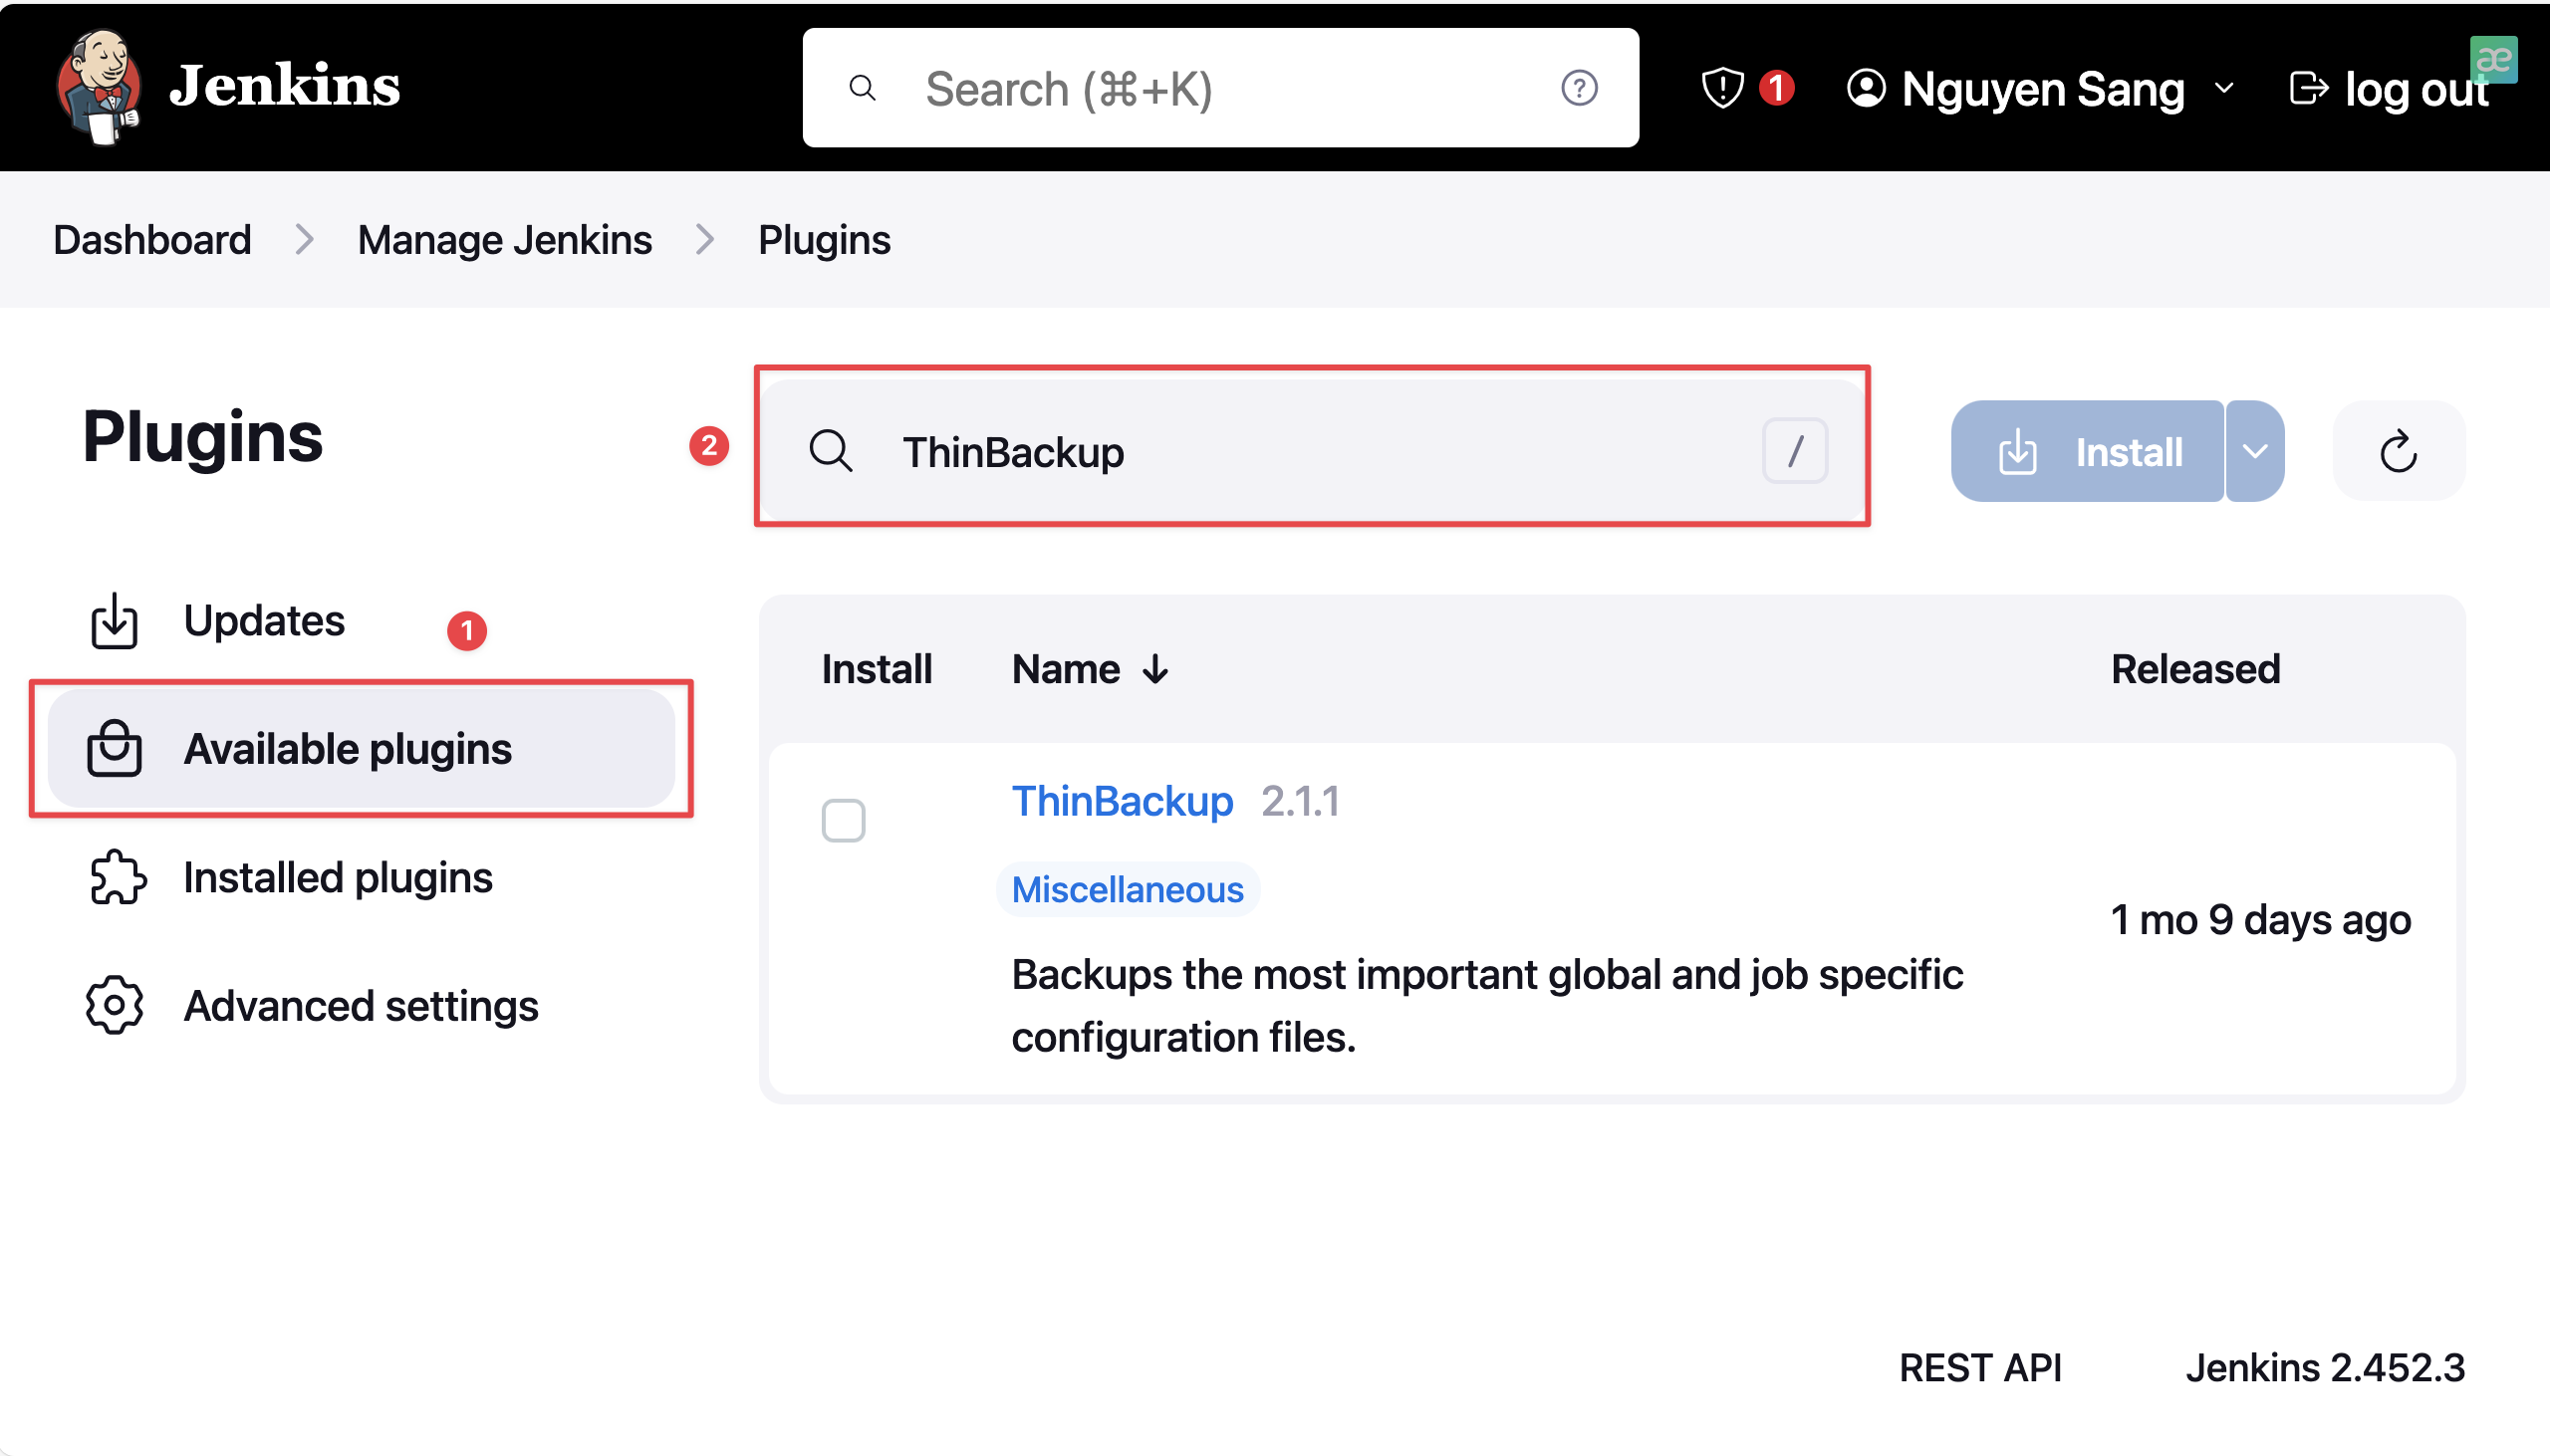 Jenkins
Search (⌘+K)
?
1
Nguyen Sang
log out
æ
Dashboard
Manage Jenkins
Plugins
Plugins
2
ThinBackup
/
Install
Updates
1
Available plugins
Installed plugins
Advanced settings
Install Name ↓ Released
ThinBackup 2.1.1
Miscellaneous
1 mo 9 days ago
Backups the most important global and job specific
configuration files.
REST API
Jenkins 2.452.3